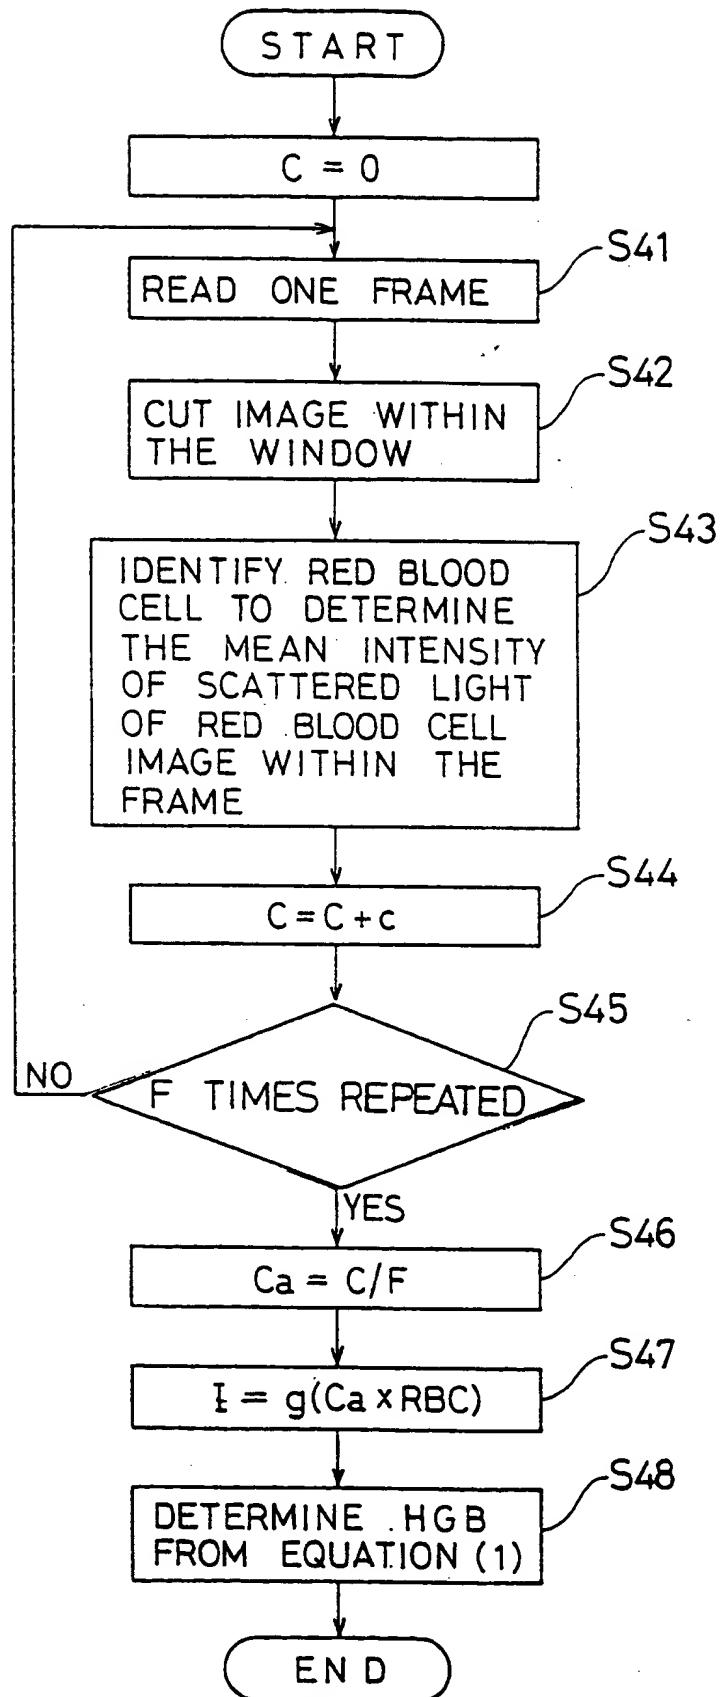 START
C = 0
S41
READ ONE FRAME
S42
CUT IMAGE WITHIN
THE WINDOW
S43
IDENTIFY RED BLOOD
CELL TO DETERMINE
THE MEAN INTENSITY
OF SCATTERED LIGHT
OF RED BLOOD CELL
IMAGE WITHIN THE
FRAME
S44
C = C + c
S45
NO
F TIMES REPEATED
YES
S46
Ca = C/F
S47
I = g(Ca x RBC)
S48
DETERMINE HGB
FROM EQUATION (1)
END